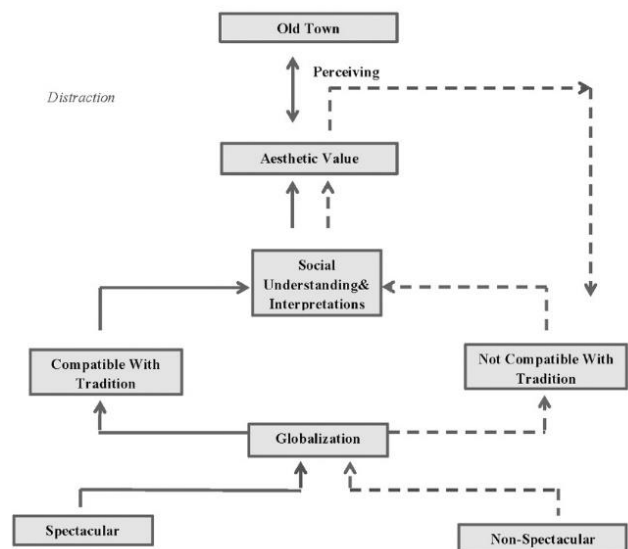 Old Town
Perceiving
Distraction
Aesthetic Value
Social
Understanding&
Interpretations
Compatible With
Tradition
Not Compatible With
Tradition
Globalization
Spectacular
Non-Spectacular